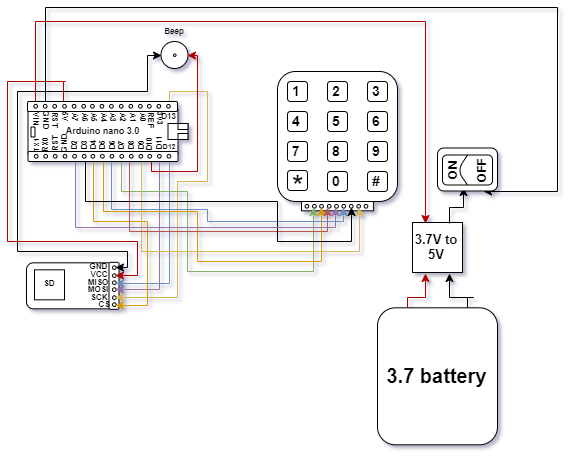 Beep
VIN
GND
RST
5V
A7
A6
A5
A4
A3
A2
A1
A0
REF
3V3
D13
Arduino nano 3.0
TX1
RX0
RST
GND
D2
D3
D4
D5
D6
D7
D8
D9
D10
D11
D12
1 2 3
4 5 6
7 8 9
* 0 #
ON
OFF
3.7V to
5V
SD
GND
VCC
MISO
MOSI
SCK
CS
3.7 battery